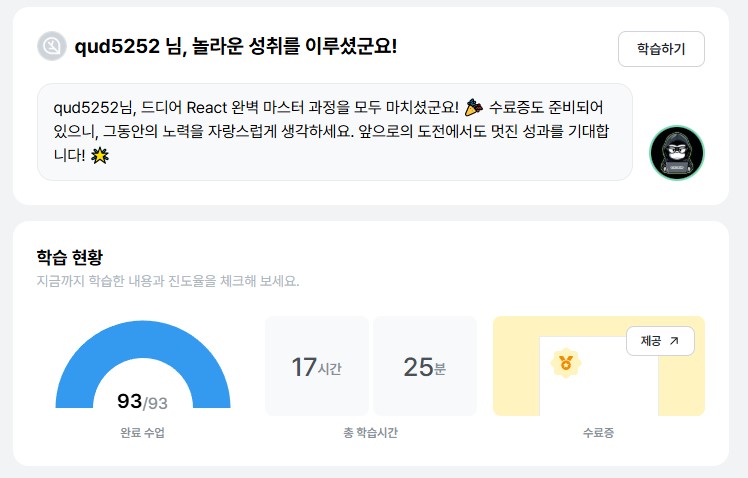 qud5252 님, 놀라운 성취를 이루셨군요!
학습하기
qud5252님, 드디어 React 완벽 마스터 과정을 모두 마치셨군요! 🎉 수료증도 준비되어
있으니, 그동안의 노력을 자랑스럽게 생각하세요. 앞으로의 도전에서도 멋진 성과를 기대합
니다! 🌟
학습 현황
지금까지 학습한 내용과 진도율을 체크해 보세요.
93/93
완료 수업
17시간
25분
총 학습시간
제공 ↗
수료증